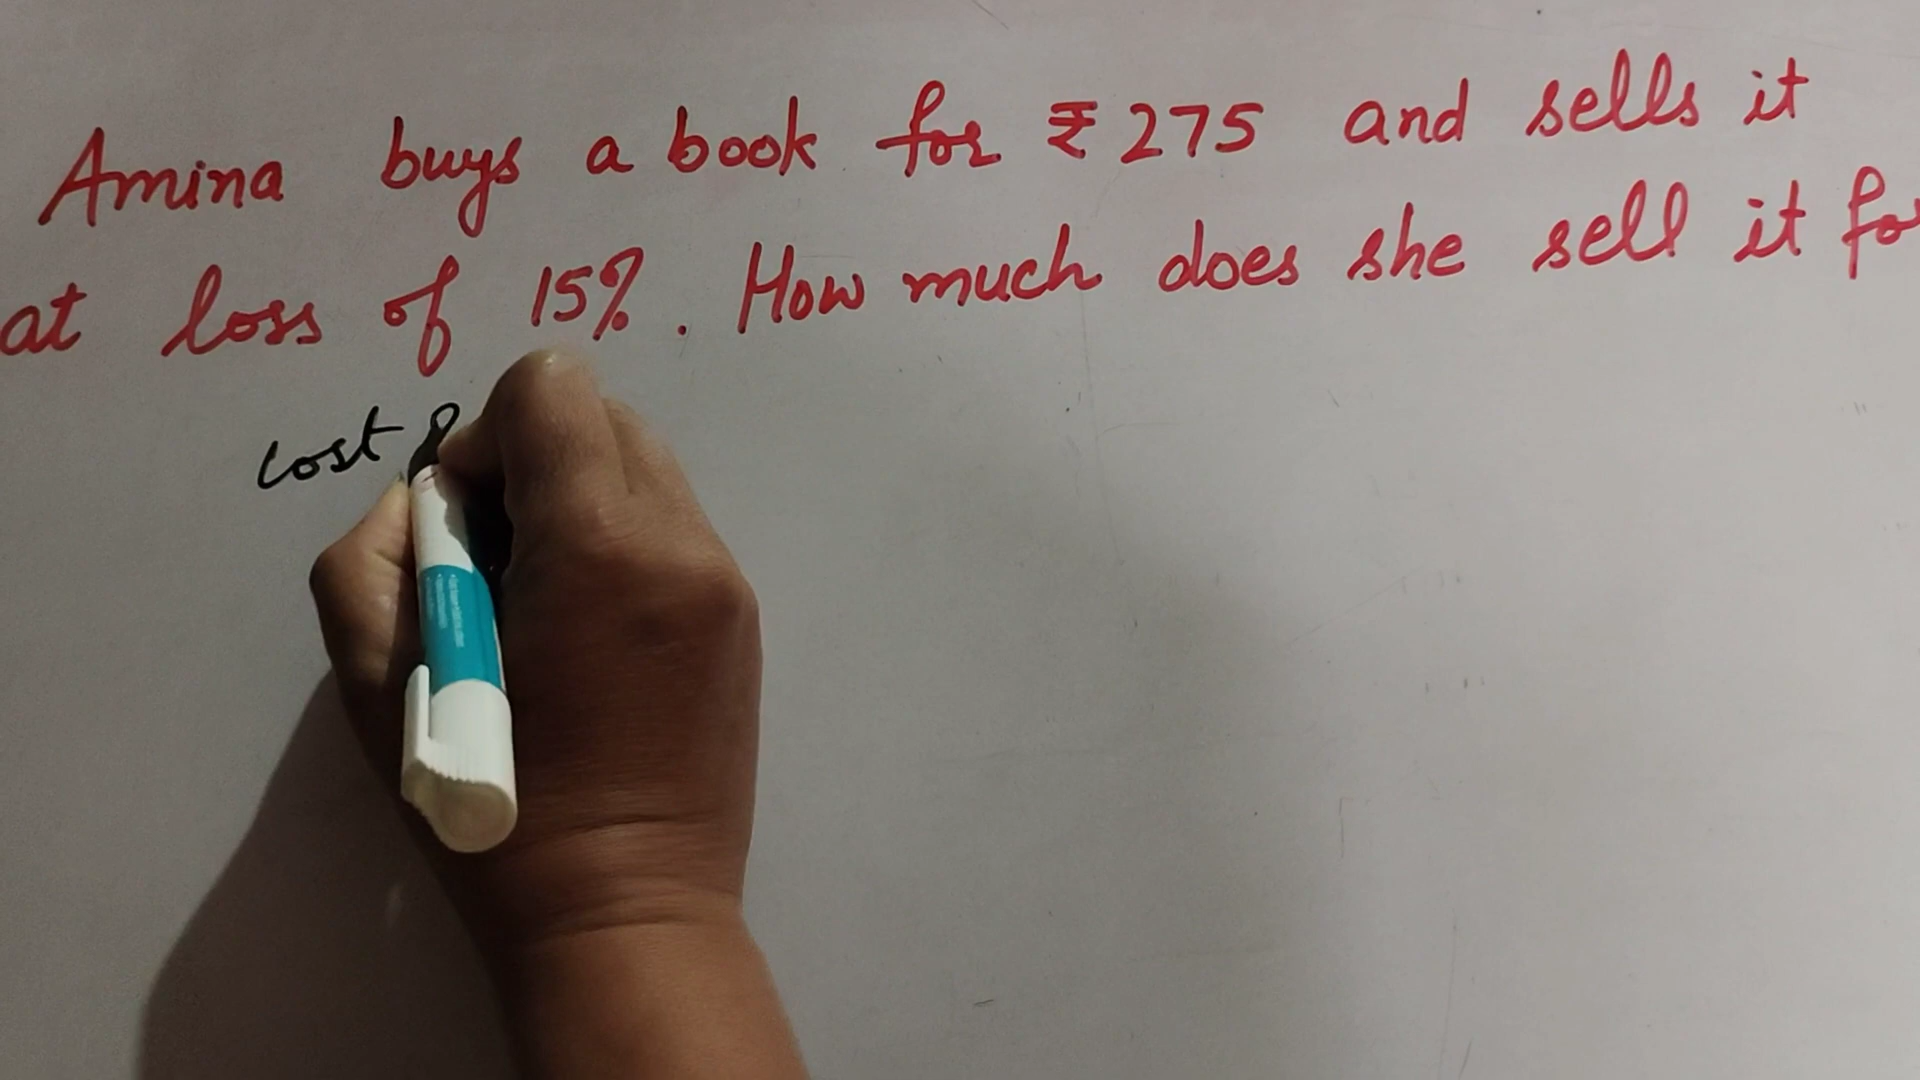 Amina buys a book for ₹ 275 and sells it
at loss of 15%. How much does she sell it for
cost